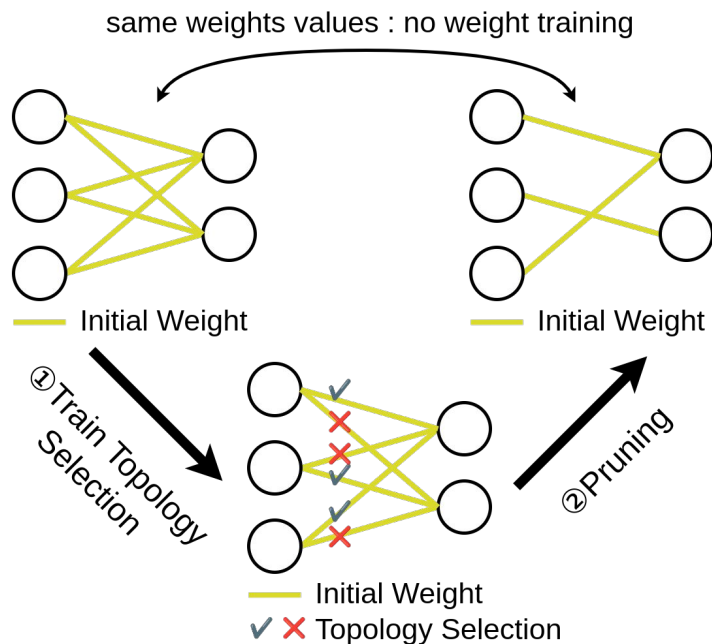 same weights values : no weight training
Initial Weight
Initial Weight
①Train Topology
Selection
②Pruning
Initial Weight
✓ ✗ Topology Selection